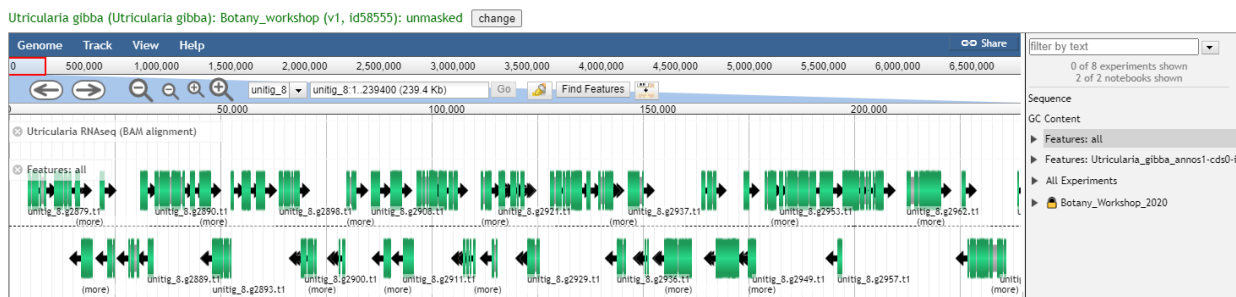 Utricularia gibba (Utricularia gibba): Botany_workshop (v1, id58555): unmasked change
Genome Track View Help Share
0 500,000 1,000,000 1,500,000 2,000,000 2,500,000 3,000,000 3,500,000 4,000,000 4,500,000 5,000,000 5,500,000 6,000,000 6,500,000
unitig_8 unitig_8:1..239400 (239.4 Kb) Go Find Features
50,000 100,000 150,000 200,000
Utricularia RNAseq (BAM alignment)
Features: all
unitig_8.g2879.t1 unitig_8.g2890.t1 unitig_8.g2898.t1 unitig_8.g2908.t1 unitig_8.g2921.t1 unitig_8.g2937.t1 unitig_8.g2953.t1 unitig_8.g2962.t1
(more) (more) (more) (more) (more) (more)
unitig_8.g2889.t1 unitig_8.g2900.t1 unitig_8.g2911.t1 unitig_8.g2929.t1 unitig_8.g2936.t1 unitig_8.g2949.t1 unitig_8.g2957.t1
(more) unitig_8.g2893.t1 (more) (more) (more) (more) (more)
filter by text
0 of 8 experiments shown
2 of 2 notebooks shown
Sequence
GC Content
Features: all
Features: Utricularia_gibba_annos1-cds0-i
All Experiments
Botany_Workshop_2020